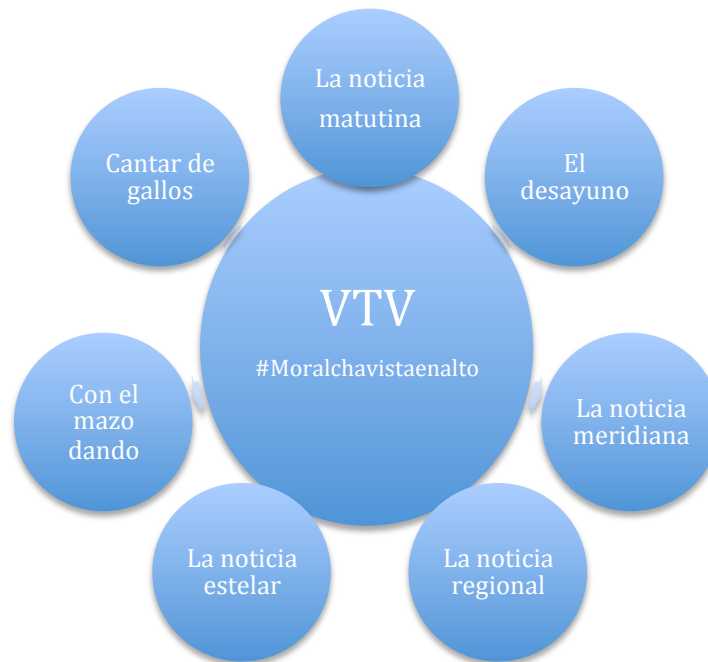 La noticia
matutina
El
desayuno
La noticia
meridiana
La noticia
regional
La noticia
estelar
Con el
mazo
dando
Cantar de
gallos
VTV
#Moralchavistaenalto